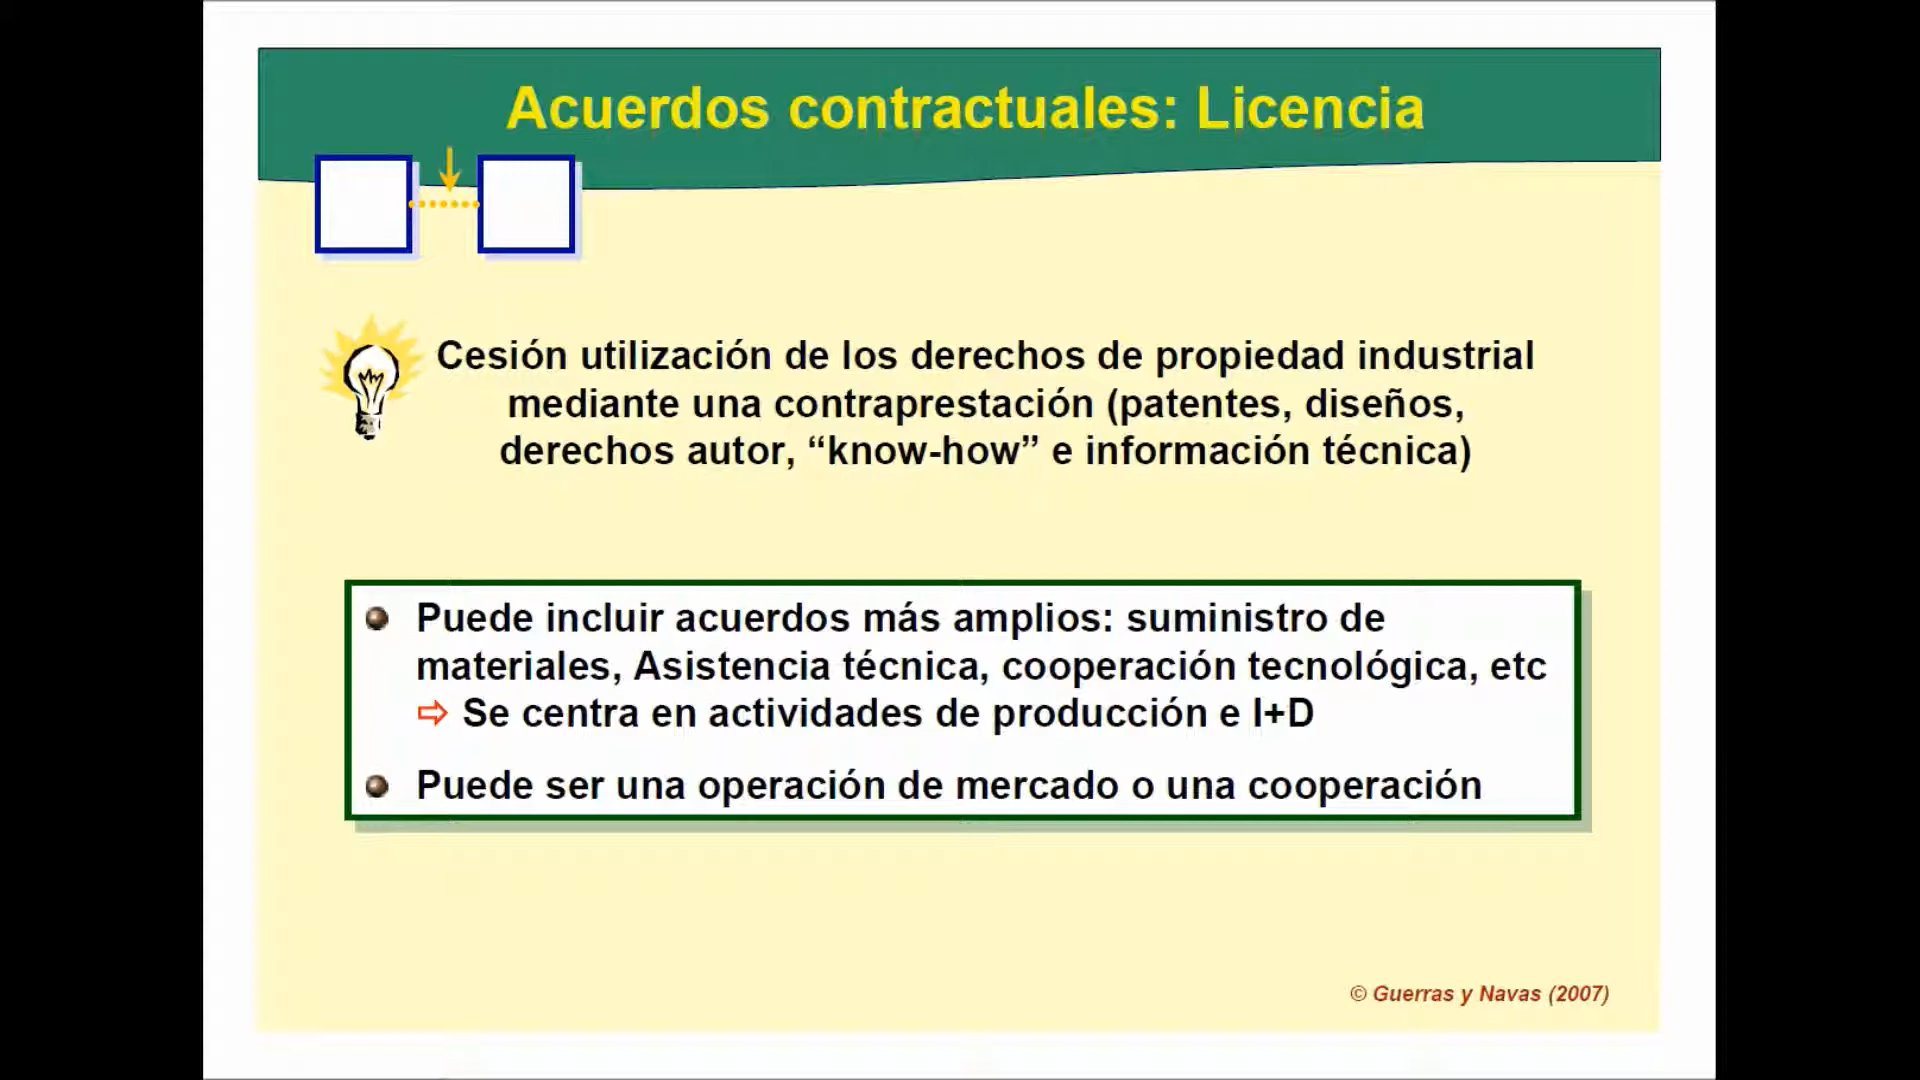 Acuerdos contractuales: Licencia
Cesión utilización de los derechos de propiedad industrial
mediante una contraprestación (patentes, diseños,
derechos autor, “know-how” e información técnica)
Puede incluir acuerdos más amplios: suministro de
materiales, Asistencia técnica, cooperación tecnológica, etc
⇨ Se centra en actividades de producción e I+D
Puede ser una operación de mercado o una cooperación
© Guerras y Navas (2007)